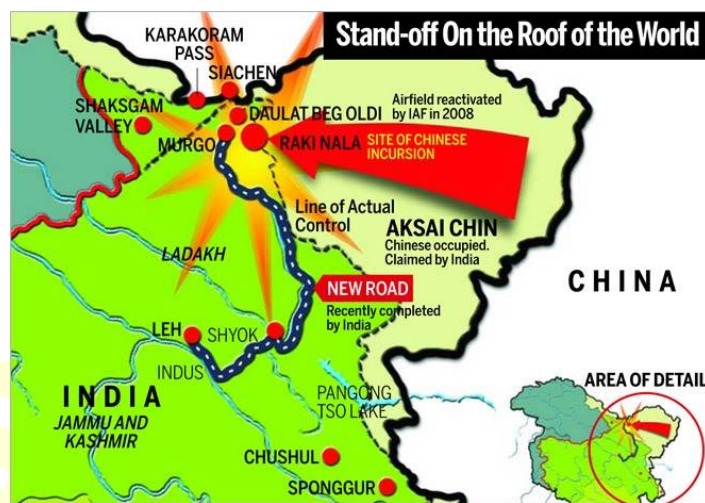 Stand-off On the Roof of the World
KARAKORAM
PASS
SIACHEN
SHAKSGAM
VALLEY
DAULAT BEG OLDI
Airfield reactivated
by IAF in 2008
MURGO
RAKI NALA
SITE OF CHINESE
INCURSION
Line of Actual
Control
AKSAI CHIN
Chinese occupied.
Claimed by India
LADAKH
CHINA
NEW ROAD
Recently completed
by India
LEH
SHYOK
INDUS
INDIA
JAMMU AND
KASHMIR
PANGONG
TSO LAKE
AREA OF DETAIL
CHUSHUL
SPONGGUR